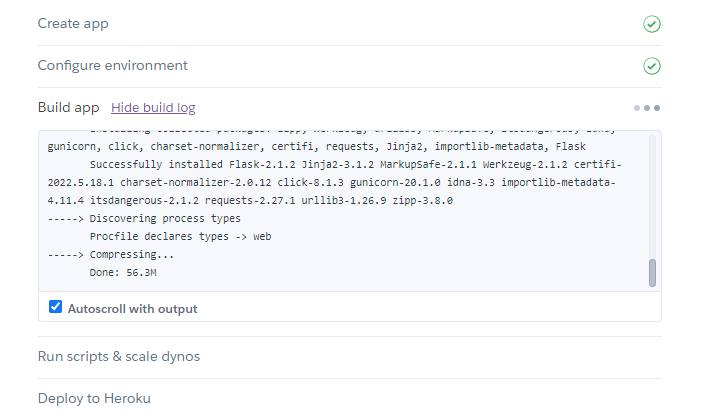 Create app
Configure environment
Build app Hide build log
gunicorn, click, charset-normalizer, certifi, requests, Jinja2, importlib-metadata, Flask
Successfully installed Flask-2.1.2 Jinja2-3.1.2 MarkupSafe-2.1.1 Werkzeug-2.1.2 certifi-
2022.5.18.1 charset-normalizer-2.0.12 click-8.1.3 gunicorn-20.1.0 idna-3.3 importlib-metadata-
4.11.4 itsdangerous-2.1.2 requests-2.27.1 urllib3-1.26.9 zipp-3.8.0
-----> Discovering process types
Procfile declares types -> web
-----> Compressing...
Done: 56.3M
Autoscroll with output
Run scripts & scale dynos
Deploy to Heroku